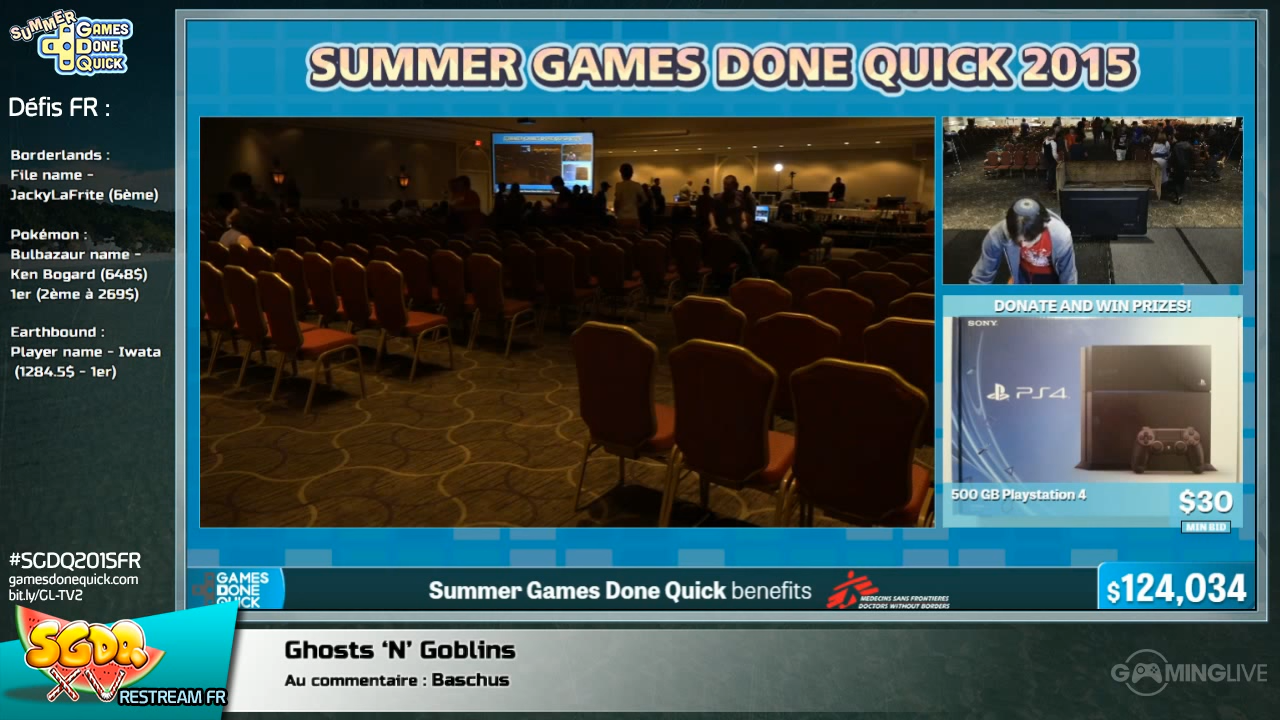 SUMMER
GAMES
DONE
QUICK
Défis FR :
Borderlands :
File name -
JackyLaFrite (6ème)
Pokémon :
Bulbazaur name -
Ken Bogard (648$)
1er (2ème à 269$)
Earthbound :
Player name - Iwata
(1284.5$ - 1er)
#SGDQ2015FR
gamesdonequick.com
bit.ly/GL-TV2
SGDQ
XV
RESTREAM FR
SUMMER GAMES DONE QUICK 2015
DONATE AND WIN PRIZES!
SONY
PS4
500 GB Playstation 4
$30
MIN BID
GAMES
DONE
QUICK
Summer Games Done Quick benefits
MEDECINS SANS FRONTIERES
DOCTORS WITHOUT BORDERS
$124,034
Ghosts ‘N’ Goblins
Au commentaire : Baschus
GAMINGLIVE